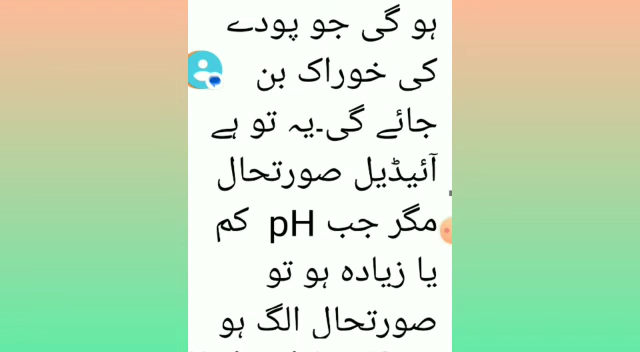 ہو گی جو پودے
کی خوراک بن
جائے گی۔یہ تو ہے
آئیڈیل صورتحال
مگر جب pH کم
یا زیادہ ہو تو
صورتحال الگ ہو